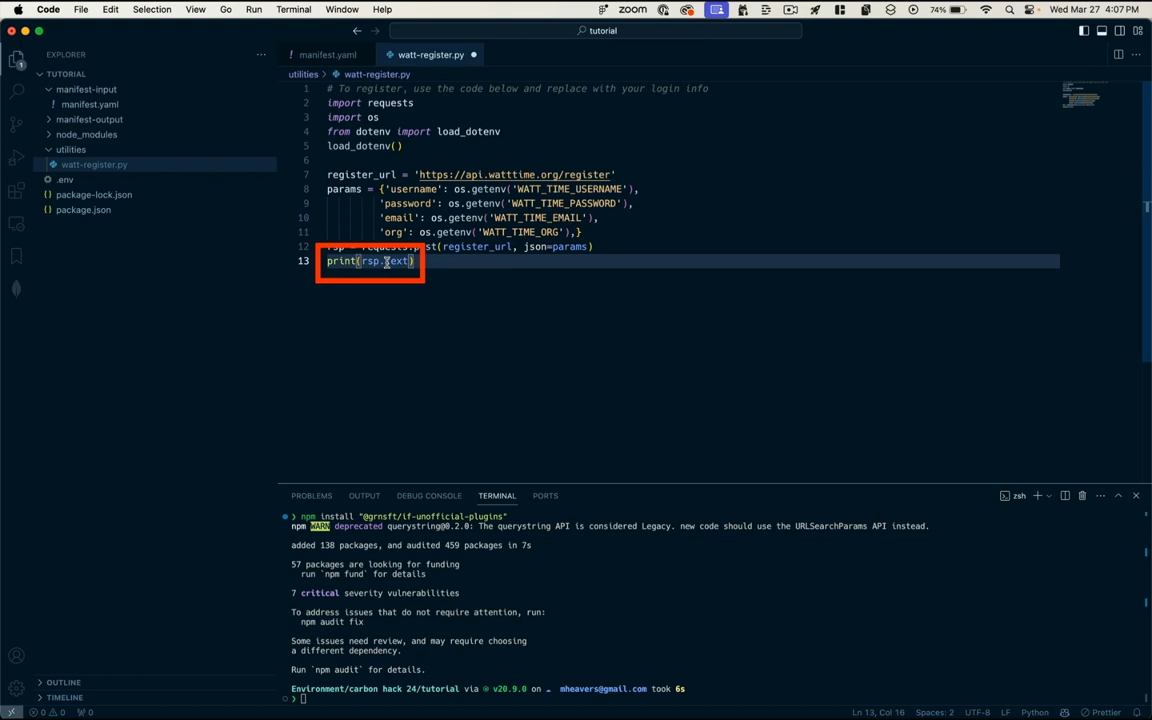 Code File Edit Selection View Go Run Terminal Window Help zoom 74% Wed Mar 27 4:07 PM
tutorial
EXPLORER
TUTORIAL
manifest-input
manifest.yaml
manifest-output
node_modules
utilities
watt-register.py
.env
package-lock.json
package.json
OUTLINE
TIMELINE
! manifest.yaml watt-register.py
utilities > watt-register.py
1 # To register, use the code below and replace with your login info
2 import requests
3 import os
4 from dotenv import load_dotenv
5 load_dotenv()
6
7 register_url = 'https://api.watttime.org/register'
8 params = {'username': os.getenv('WATT_TIME_USERNAME'),
9 'password': os.getenv('WATT_TIME_PASSWORD'),
10 'email': os.getenv('WATT_TIME_EMAIL'),
11 'org': os.getenv('WATT_TIME_ORG'),}
12 rsp = requests.post(register_url, json=params)
13 print(rsp.text)
PROBLEMS OUTPUT DEBUG CONSOLE TERMINAL PORTS zsh
> npm install "@grnsft/if-unofficial-plugins"
npm WARN deprecated querystring@0.2.0: The querystring API is considered Legacy. new code should use the URLSearchParams API instead.
added 138 packages, and audited 459 packages in 7s
57 packages are looking for funding
run `npm fund` for details
7 critical severity vulnerabilities
To address issues that do not require attention, run:
npm audit fix
Some issues need review, and may require choosing
a different dependency.
Run `npm audit` for details.
Environment/carbon hack 24/tutorial via v20.9.0 on mheavers@gmail.com took 6s
>
0 0 0 Ln 13, Col 16 Spaces: 2 UTF-8 LF Python Prettier